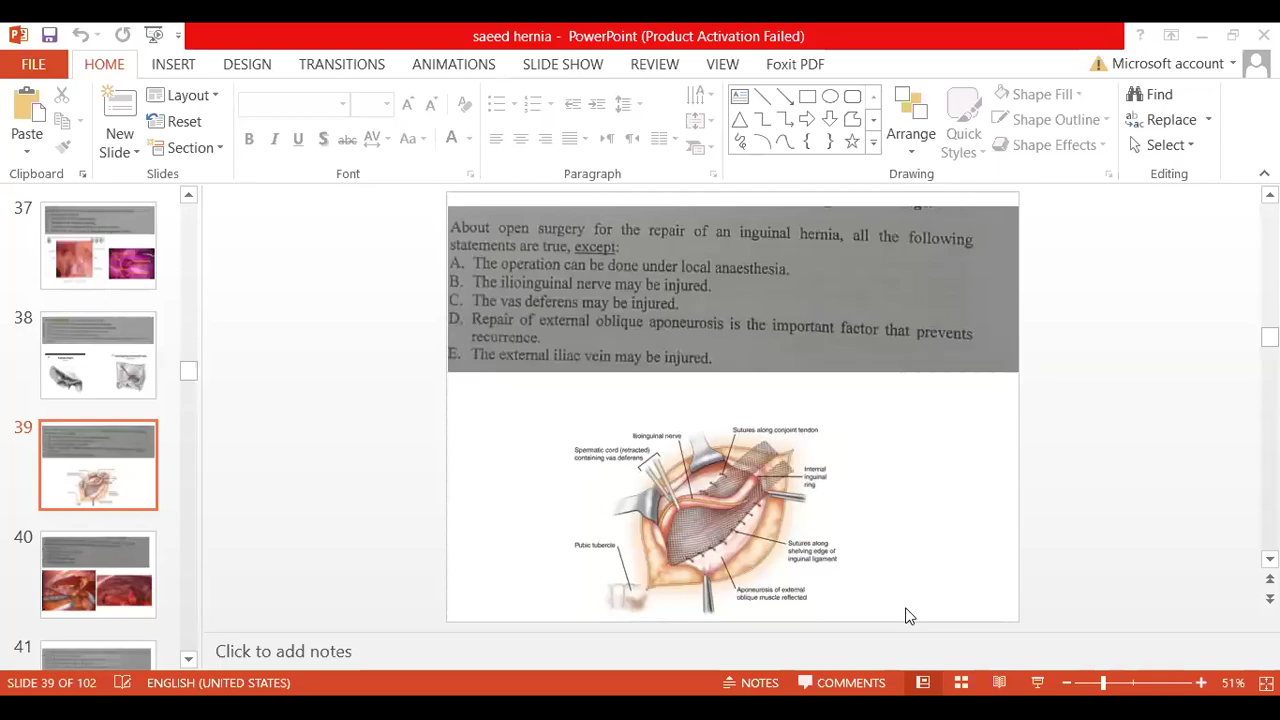 saeed hernia - PowerPoint (Product Activation Failed)
FILE HOME INSERT DESIGN TRANSITIONS ANIMATIONS SLIDE SHOW REVIEW VIEW Foxit PDF Microsoft account
Paste
New Slide
Layout
Reset
Section
B I U S abc AV Aa A
Arrange
Quick Styles
Shape Fill
Shape Outline
Shape Effects
Find
Replace
Select
Clipboard Slides Font Paragraph Drawing Editing
37
38
39
40
41
About open surgery for the repair of an inguinal hernia, all the following
statements are true, except:
A. The operation can be done under local anaesthesia.
B. The ilioinguinal nerve may be injured.
C. The vas deferens may be injured.
D. Repair of external oblique aponeurosis is the important factor that prevents
recurrence.
E. The external iliac vein may be injured.
Ilioinguinal nerve
Sutures along conjoint tendon
Spermatic cord (retracted)
containing vas deferens
Internal
inguinal
ring
Pubic tubercle
Sutures along
shelving edge of
inguinal ligament
Aponeurosis of external
oblique muscle reflected
Click to add notes
SLIDE 39 OF 102 ENGLISH (UNITED STATES) NOTES COMMENTS 51%